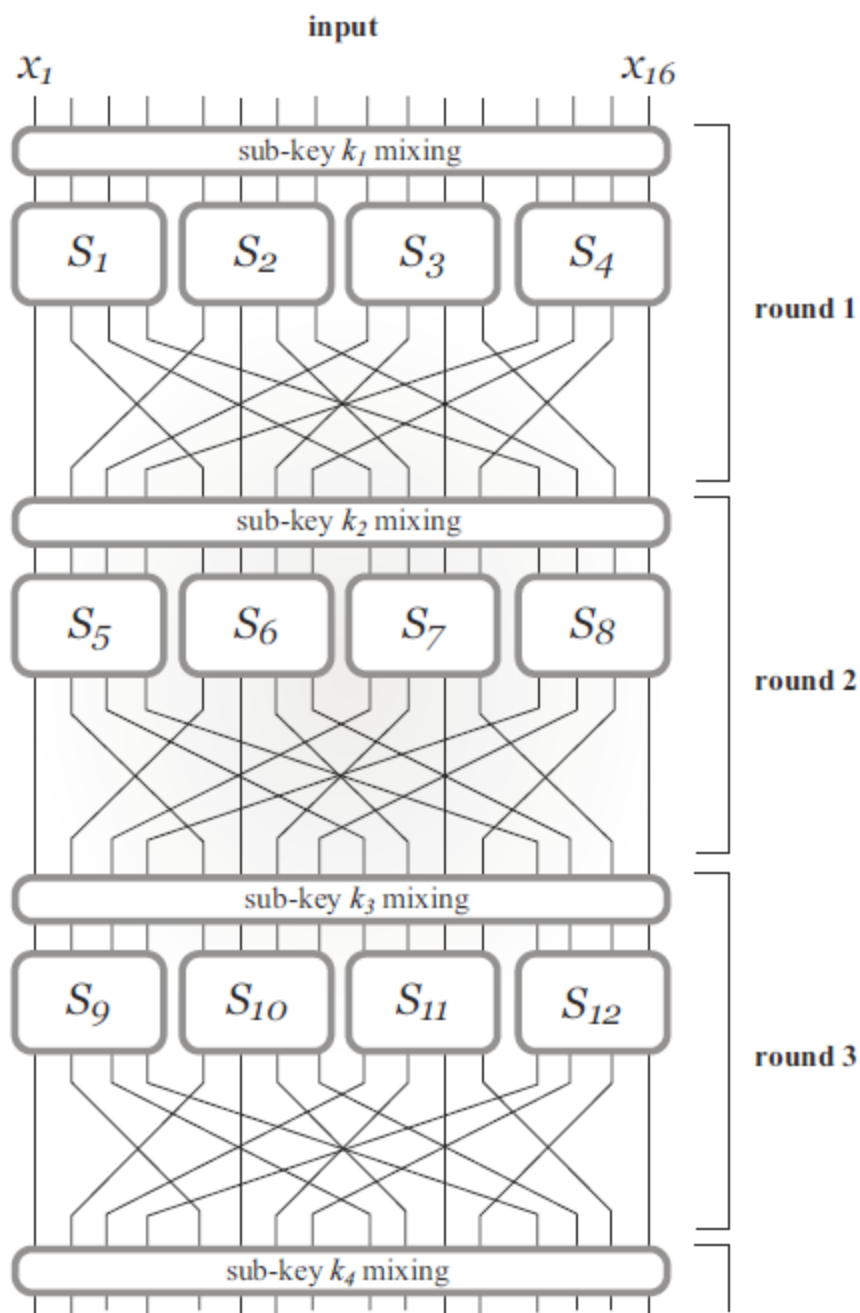 input
x1 x16
sub-key k1 mixing
S1 S2 S3 S4
round 1
sub-key k2 mixing
S5 S6 S7 S8
round 2
sub-key k3 mixing
S9 S10 S11 S12
round 3
sub-key k4 mixing